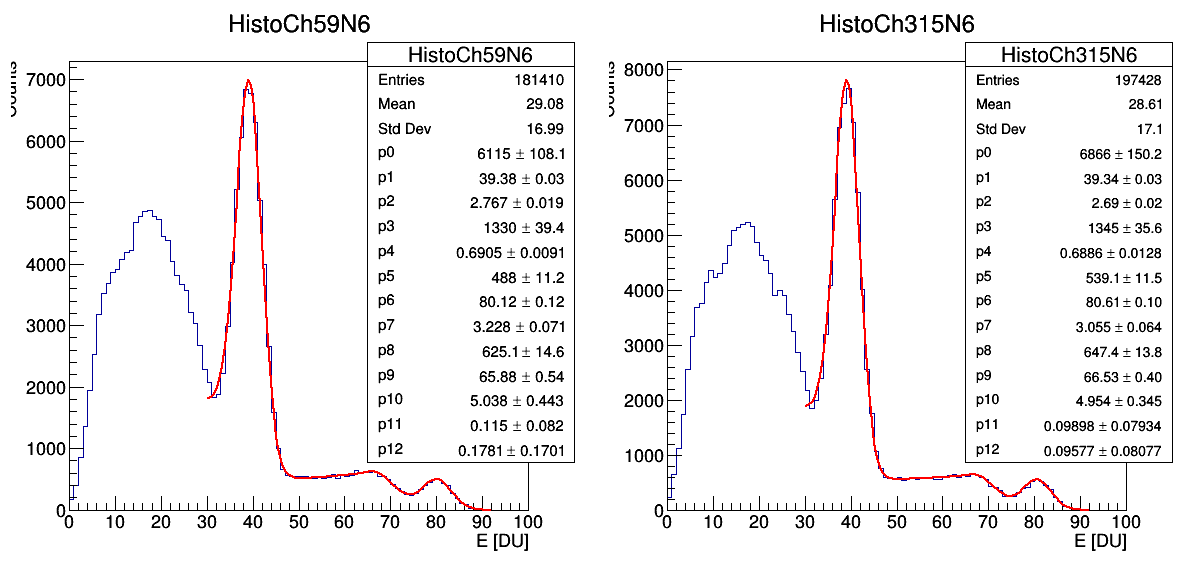 HistoCh59N6
HistoCh59N6
Entries 181410
Mean 29.08
Std Dev 16.99
p0 6115 ± 108.1
p1 39.38 ± 0.03
p2 2.767 ± 0.019
p3 1330 ± 39.4
p4 0.6905 ± 0.0091
p5 488 ± 11.2
p6 80.12 ± 0.12
p7 3.228 ± 0.071
p8 625.1 ± 14.6
p9 65.88 ± 0.54
p10 5.038 ± 0.443
p11 0.115 ± 0.082
p12 0.1781 ± 0.1701
7000
6000
5000
4000
3000
2000
1000
0
0 10 20 30 40 50 60 70 80 90 100
E [DU]
HistoCh315N6
HistoCh315N6
Entries 197428
Mean 28.61
Std Dev 17.1
p0 6866 ± 150.2
p1 39.34 ± 0.03
p2 2.69 ± 0.02
p3 1345 ± 35.6
p4 0.6886 ± 0.0128
p5 539.1 ± 11.5
p6 80.61 ± 0.10
p7 3.055 ± 0.064
p8 647.4 ± 13.8
p9 66.53 ± 0.40
p10 4.954 ± 0.345
p11 0.09898 ± 0.07934
p12 0.09577 ± 0.08077
8000
7000
6000
5000
4000
3000
2000
1000
0
0 10 20 30 40 50 60 70 80 90 100
E [DU]